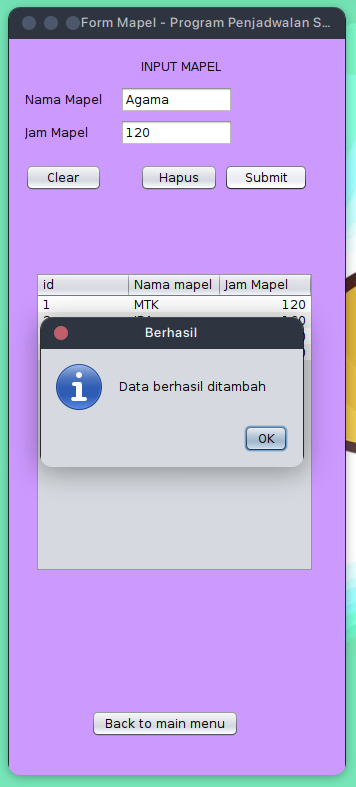 Form Mapel - Program Penjadwalan S...
INPUT MAPEL
Nama Mapel Agama
Jam Mapel 120
Clear Hapus Submit
id Nama mapel Jam Mapel
1 MTK 120
Berhasil
Data berhasil ditambah
OK
Back to main menu